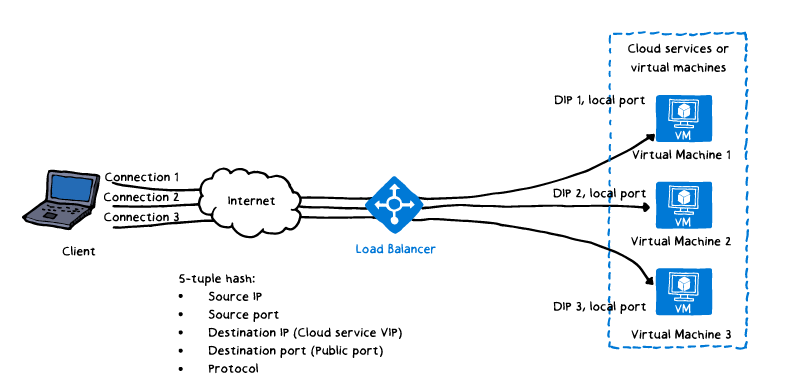 Cloud services or
virtual machines
DIP 1, local port
VM
Virtual Machine 1
Connection 1
Connection 2
Connection 3
Internet
DIP 2, local port
VM
Virtual Machine 2
Client
Load Balancer
DIP 3, local port
VM
Virtual Machine 3
5-tuple hash:
• Source IP
• Source port
• Destination IP (Cloud service VIP)
• Destination port (Public port)
• Protocol